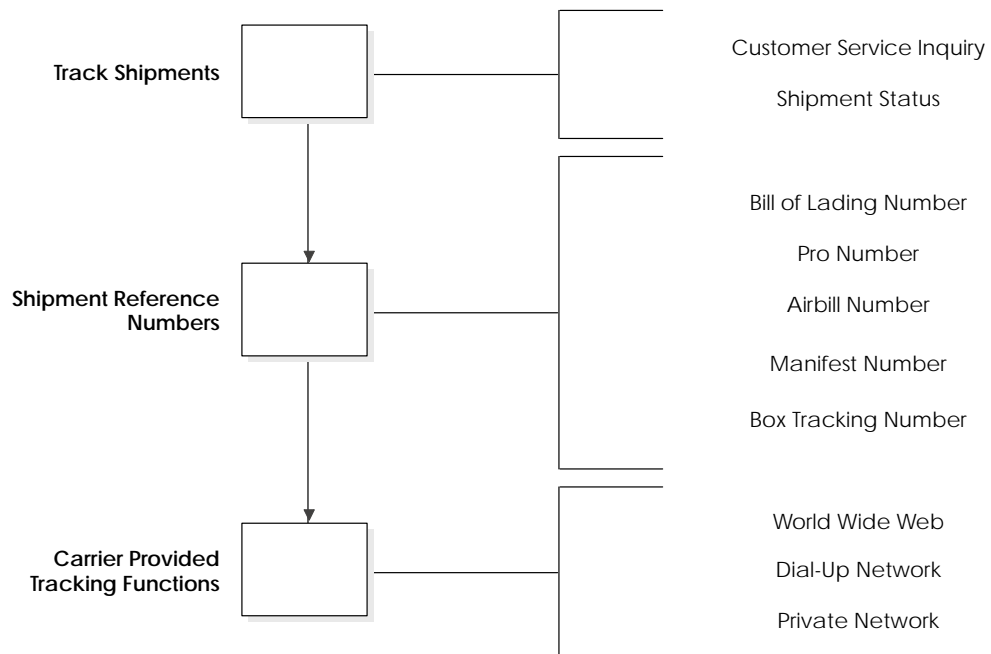 Track Shipments
Customer Service Inquiry
Shipment Status
Shipment Reference
Numbers
Bill of Lading Number
Pro Number
Airbill Number
Manifest Number
Box Tracking Number
Carrier Provided
Tracking Functions
World Wide Web
Dial-Up Network
Private Network